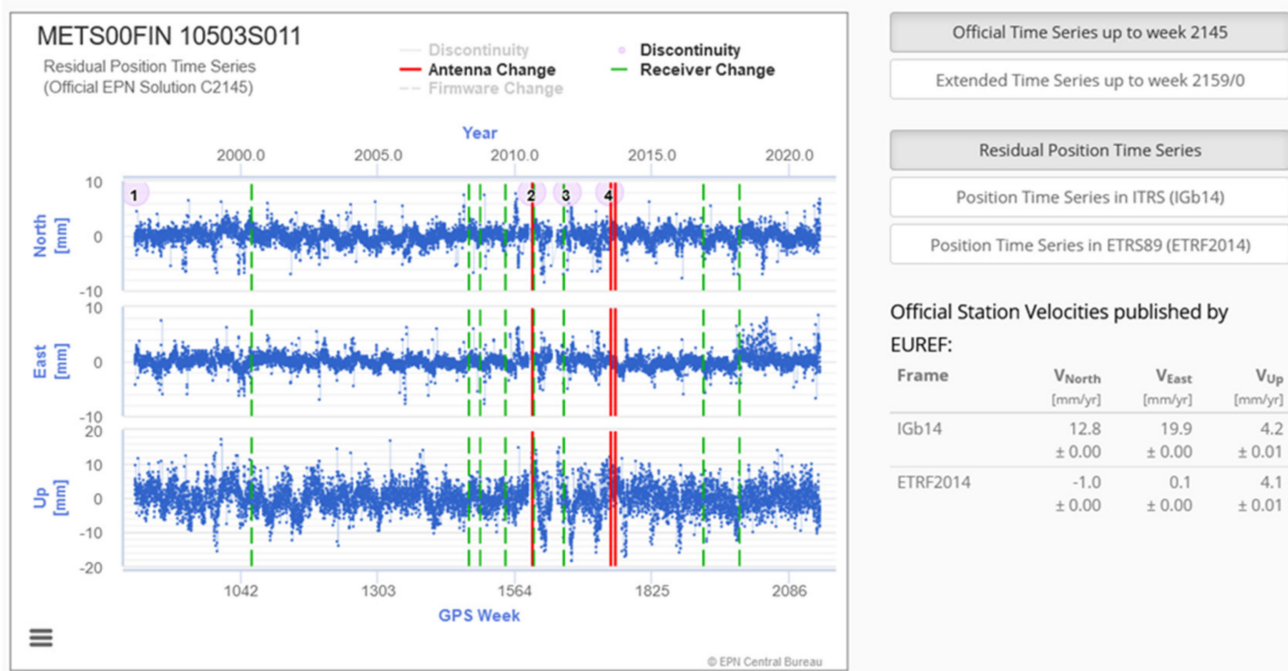 METS00FIN 10503S011
Residual Position Time Series
(Official EPN Solution C2145)
Discontinuity
Antenna Change
Firmware Change
Discontinuity
Receiver Change
Year
2000.0 2005.0 2010.0 2015.0 2020.0
1 2 3 4
North
[mm]
10
0
-10
East
[mm]
10
0
-10
Up
[mm]
20
10
0
-10
-20
1042 1303 1564 1825 2086
GPS Week
© EPN Central Bureau
Official Time Series up to week 2145
Extended Time Series up to week 2159/0
Residual Position Time Series
Position Time Series in ITRS (IGb14)
Position Time Series in ETRS89 (ETRF2014)
Official Station Velocities published by
EUREF:
Frame VNorth VEast VUp
[mm/yr] [mm/yr] [mm/yr]
IGb14 12.8 19.9 4.2
± 0.00 ± 0.00 ± 0.01
ETRF2014 -1.0 0.1 4.1
± 0.00 ± 0.00 ± 0.01